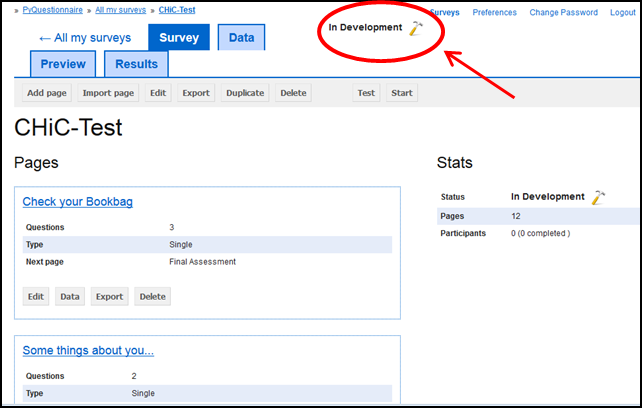 » PyQuestionnaire » All my surveys » CHiC-Test
Surveys Preferences Change Password Logout
In Development
← All my surveys Survey Data
Preview Results
Add page Import page Edit Export Duplicate Delete Test Start
CHiC-Test
Pages
Check your Bookbag
Questions 3
Type Single
Next page Final Assessment
Edit Data Export Delete
Some things about you...
Questions 2
Type Single
Stats
Status In Development
Pages 12
Participants 0 (0 completed )